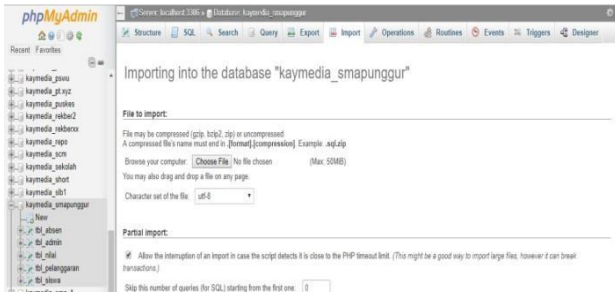 phpMyAdmin
Recent Favorites
kaymedia_psvu
kaymedia_pt.xyz
kaymedia_puskes
kaymedia_rekber2
kaymedia_rekberxx
kaymedia_repo
kaymedia_scm
kaymedia_sekolah
kaymedia_short
kaymedia_slb1
kaymedia_smapunggur
New
tbl_absen
tbl_admin
tbl_nilai
tbl_pelanggaran
tbl_siswa
Server: localhost:3306 » Database: kaymedia_smapunggur
Structure SQL Search Query Export Import Operations Routines Events Triggers Designer
Importing into the database "kaymedia_smapunggur"
File to import:
File may be compressed (gzip, bzip2, zip) or uncompressed
A compressed file's name must end in .[format].[compression]. Example: .sql.zip
Browse your computer: Choose File No file chosen (Max: 50MiB)
You may also drag and drop a file on any page.
Character set of the file: utf-8
Partial import:
Allow the interruption of an import in case the script detects it is close to the PHP timeout limit. (This might be a good way to import large files, however it can break
transactions.)
Skip this number of queries (for SQL) starting from the first one: 0